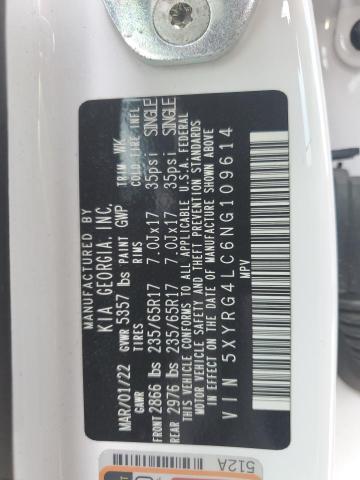 MANUFACTURED BY
KIA GEORGIA, INC.
MAR/01/22 GVWR 5357 lbs PAINT GWP TRIM WK
GAWR RIMS COLD TIRE INFL
FRONT 2866 lbs 235/65R17 7.0Jx17 35psi SINGLE
REAR 2976 lbs 235/65R17 7.0Jx17 35psi SINGLE
THIS VEHICLE CONFORMS TO ALL APPLICABLE U.S.A. FEDERAL
MOTOR VEHICLE SAFETY AND THEFT PREVENTION STANDARDS
IN EFFECT ON THE DATE OF MANUFACTURE SHOWN ABOVE.
VIN 5XYRG4LC6NG109614
MPV
512A